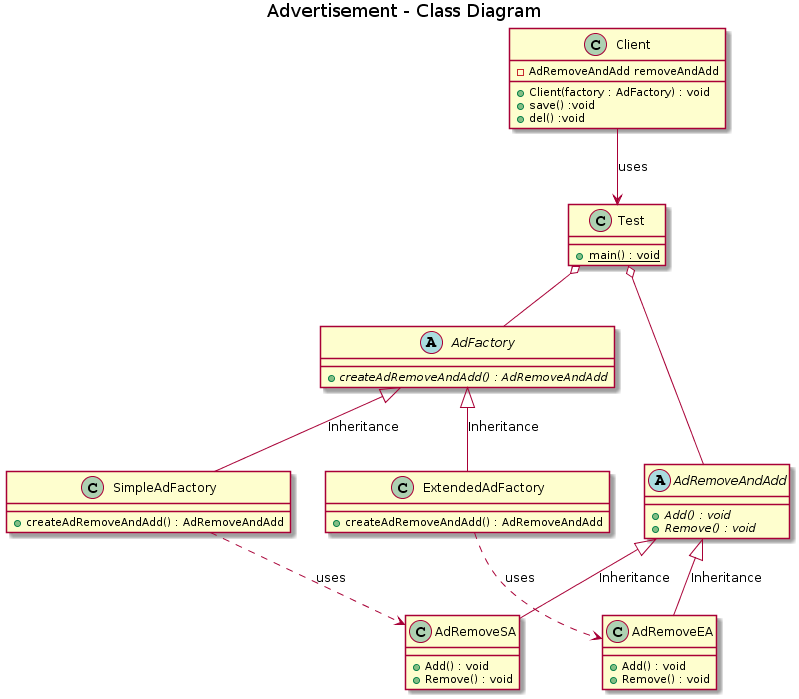 Advertisement - Class Diagram
C Client
AdRemoveAndAdd removeAndAdd
Client(factory : AdFactory) : void
save() :void
del() :void
uses
C Test
main() : void
A AdFactory
createAdRemoveAndAdd() : AdRemoveAndAdd
Inheritance
Inheritance
C SimpleAdFactory
createAdRemoveAndAdd() : AdRemoveAndAdd
C ExtendedAdFactory
createAdRemoveAndAdd() : AdRemoveAndAdd
A AdRemoveAndAdd
Add() : void
Remove() : void
uses
uses
Inheritance
Inheritance
C AdRemoveSA
Add() : void
Remove() : void
C AdRemoveEA
Add() : void
Remove() : void